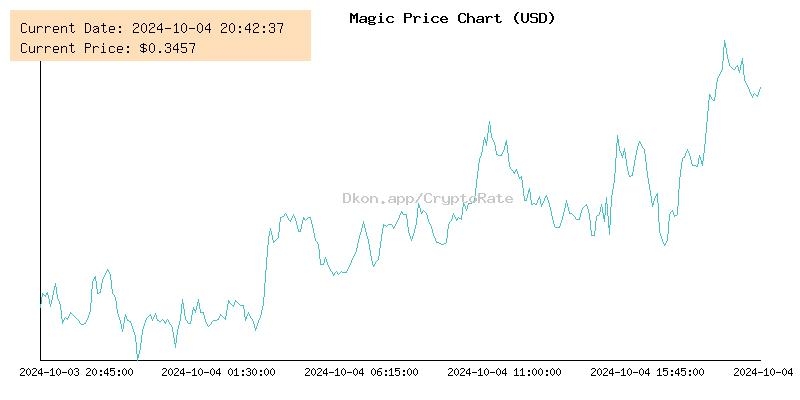 Magic Price Chart (USD)
Current Date: 2024-10-04 20:42:37
Current Price: $0.3457
Dkon.app/CryptoRate
2024-10-03 20:45:00 2024-10-04 01:30:00 2024-10-04 06:15:00 2024-10-04 11:00:00 2024-10-04 15:45:00 2024-10-04